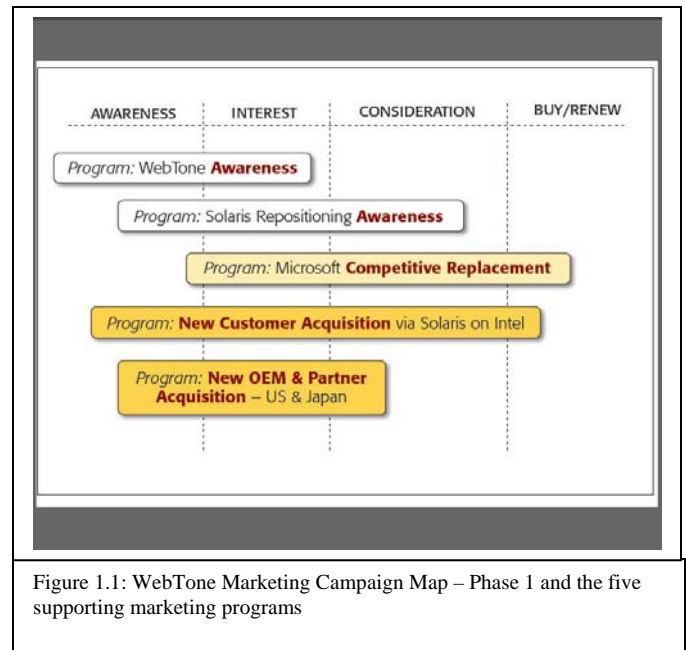 AWARENESS INTEREST CONSIDERATION BUY/RENEW
Program: WebTone Awareness
Program: Solaris Repositioning Awareness
Program: Microsoft Competitive Replacement
Program: New Customer Acquisition via Solaris on Intel
Program: New OEM & Partner
Acquisition – US & Japan
Figure 1.1: WebTone Marketing Campaign Map – Phase 1 and the five
supporting marketing programs